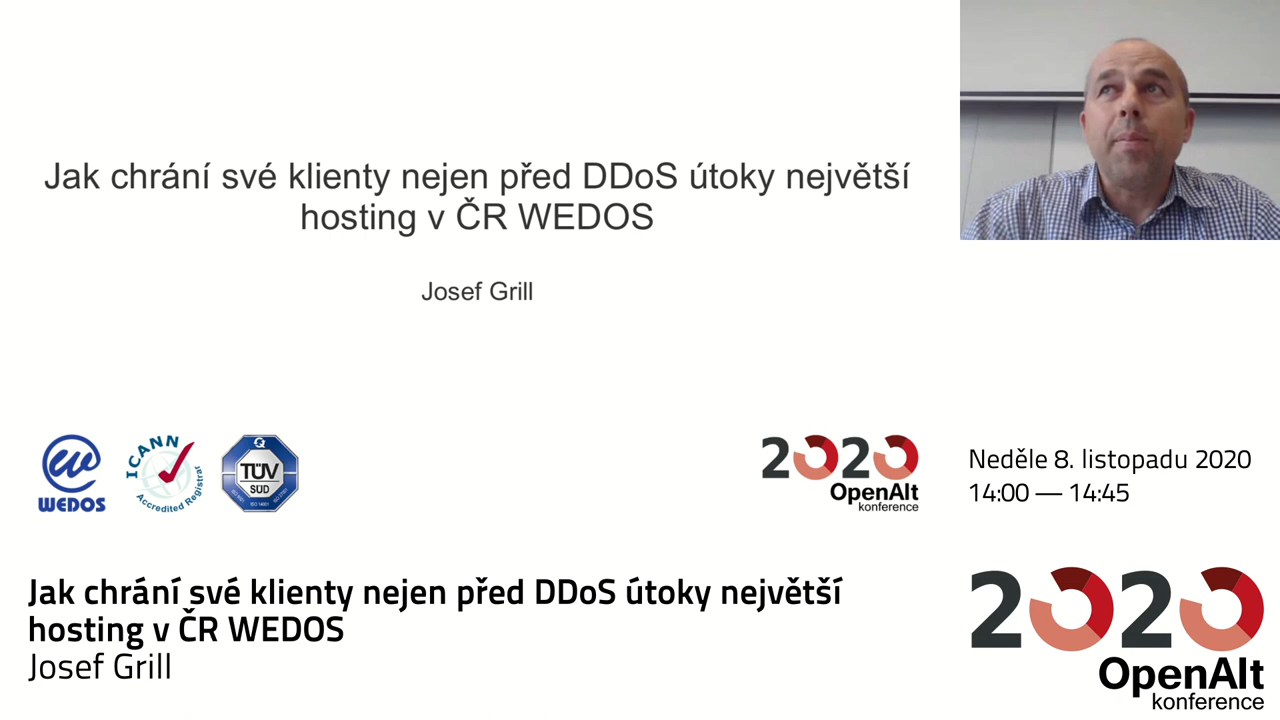 Jak chrání své klienty nejen před DDoS útoky největší
hosting v ČR WEDOS
Josef Grill
WEDOS
ICANN
Accredited Registrar
Q
TÜV
SÜD
2020
OpenAlt
konference
Neděle 8. listopadu 2020
14:00 — 14:45
Jak chrání své klienty nejen před DDoS útoky největší
hosting v ČR WEDOS
Josef Grill
2020
OpenAlt
konference